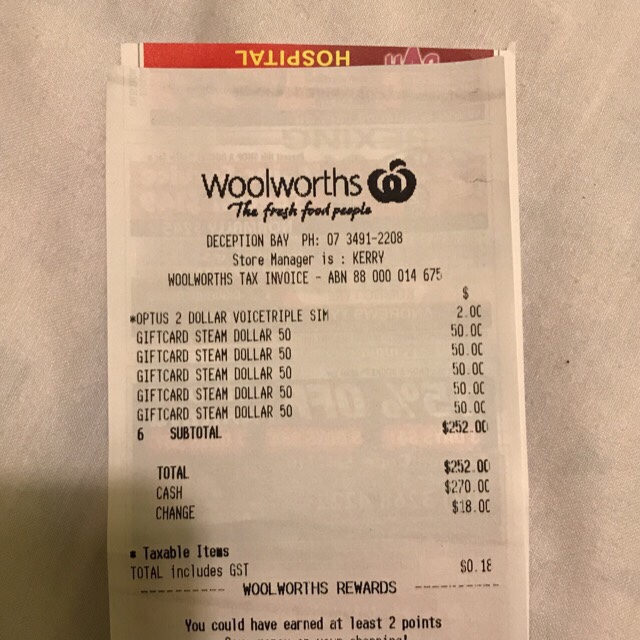 HOSPITAL
woolworths
The fresh food people
DECEPTION BAY PH: 07 3491-2208
Store Manager is : KERRY
WOOLWORTHS TAX INVOICE - ABN 88 000 014 675
$
*OPTUS 2 DOLLAR VOICETRIPLE SIM 2.00
GIFTCARD STEAM DOLLAR 50 50.00
GIFTCARD STEAM DOLLAR 50 50.00
GIFTCARD STEAM DOLLAR 50 50.00
GIFTCARD STEAM DOLLAR 50 50.00
GIFTCARD STEAM DOLLAR 50 50.00
6 SUBTOTAL $252.00
TOTAL $252.00
CASH $270.00
CHANGE $18.00
* Taxable Items
TOTAL includes GST $0.18
---------- WOOLWORTHS REWARDS ----------
You could have earned at least 2 points